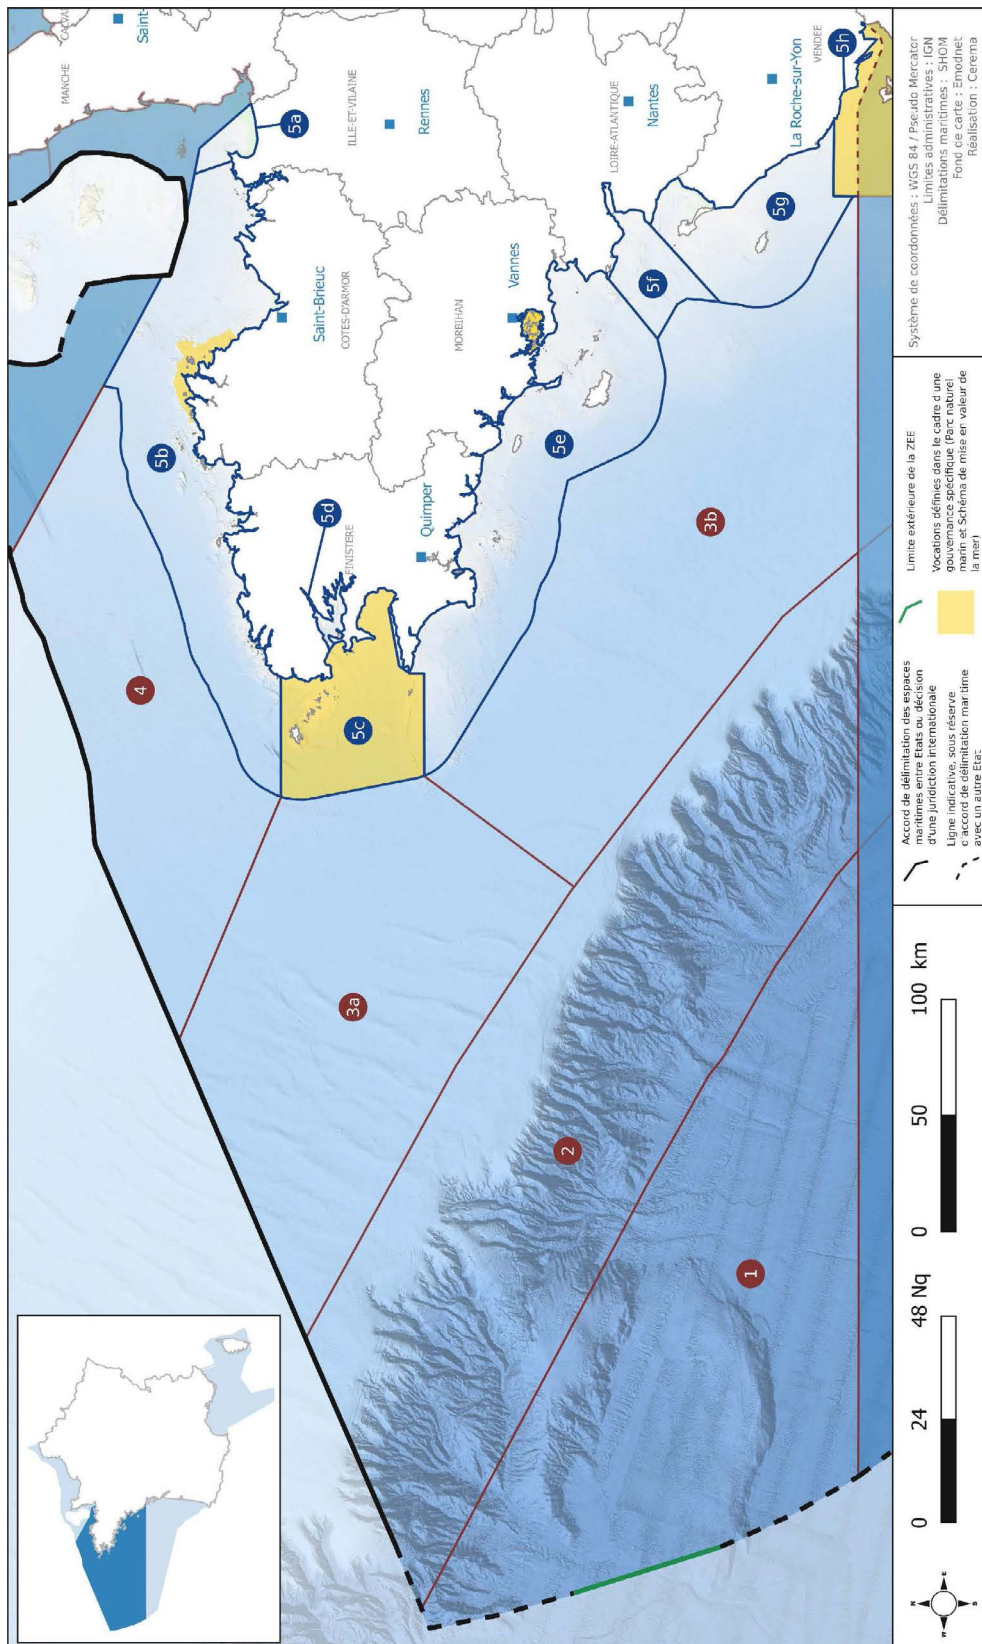 MANCHE
CALVA
Saint-
5a
ILLE-ET-VILAINE
Rennes
5b
Saint-Brieuc
COTES-D'ARMOR
4
5d
FINISTERE
Quimper
5c
MORBIHAN
Vannes
LOIRE-ATLANTIQUE
Nantes
5e
5f
5g
La Roche-sur-Yon
VENDEE
5h
3a
3b
2
1
N
W
E
S
0
24
48 Nq
0
50
100 km
Accord de délimitation des espaces
maritimes entre Etats ou décision
d'une juridiction internationale
Ligne indicative, sous réserve
d'accord de délimitation maritime
avec un autre Etat
Limite extérieure de la ZEE
Vocations définies dans le cadre d'une
gouvernance spécifique (Parc naturel
marin et Schéma de mise en valeur de
la mer)
Système de coordonnées : WGS 84 / Pseudo Mercator
Limites administratives : IGN
Délimitations maritimes : SHOM
Fond de carte : Emodnet
Réalisation : Cerema